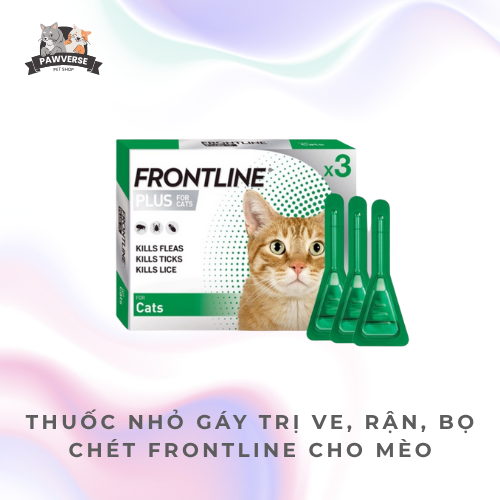 PAWVERSE
PET SHOP
FRONTLINE
x3
PLUS FOR CATS
KILLS FLEAS
KILLS TICKS
KILLS LICE
FOR
Cats
THUỐC NHỎ GÁY TRỊ VE, RẬN, BỌ
CHÉT FRONTLINE CHO MÈO